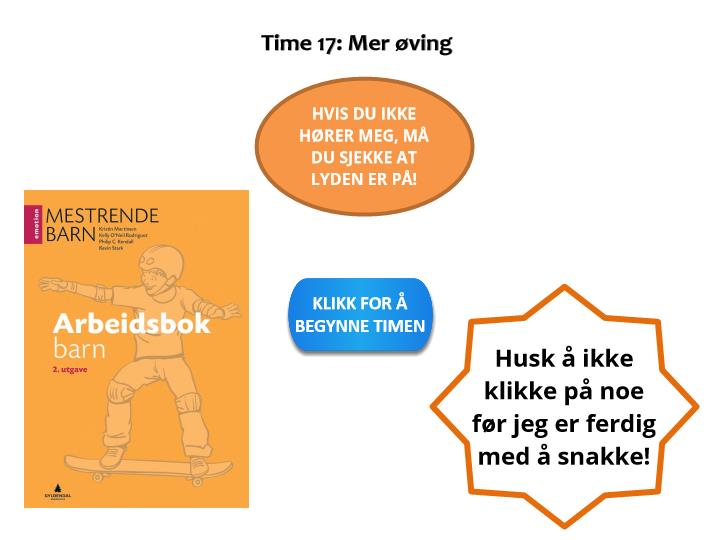 Time 17: Mer øving
HVIS DU IKKE
HØRER MEG, MÅ
DU SJEKKE AT
LYDEN ER PÅ!
emotion
MESTRENDE
BARN
Kristin Martinsen
Kelly O'Neil Rodriguez
Philip C. Kendall
Kevin Stark
Arbeidsbok
barn
2. utgave
GYLDENDAL
KLIKK FOR Å
BEGYNNE TIMEN
Husk å ikke
klikke på noe
før jeg er ferdig
med å snakke!